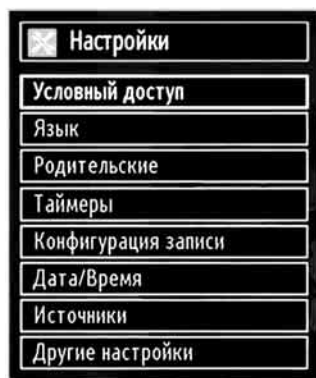 Настройки
Условный доступ
Язык
Родительские
Таймеры
Конфигурация записи
Дата/Время
Источники
Другие настройки